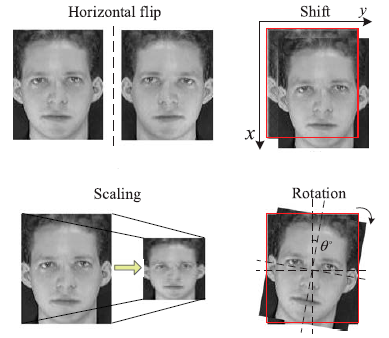 Horizontal flip
Shift
y
x
Scaling
Rotation
θ°